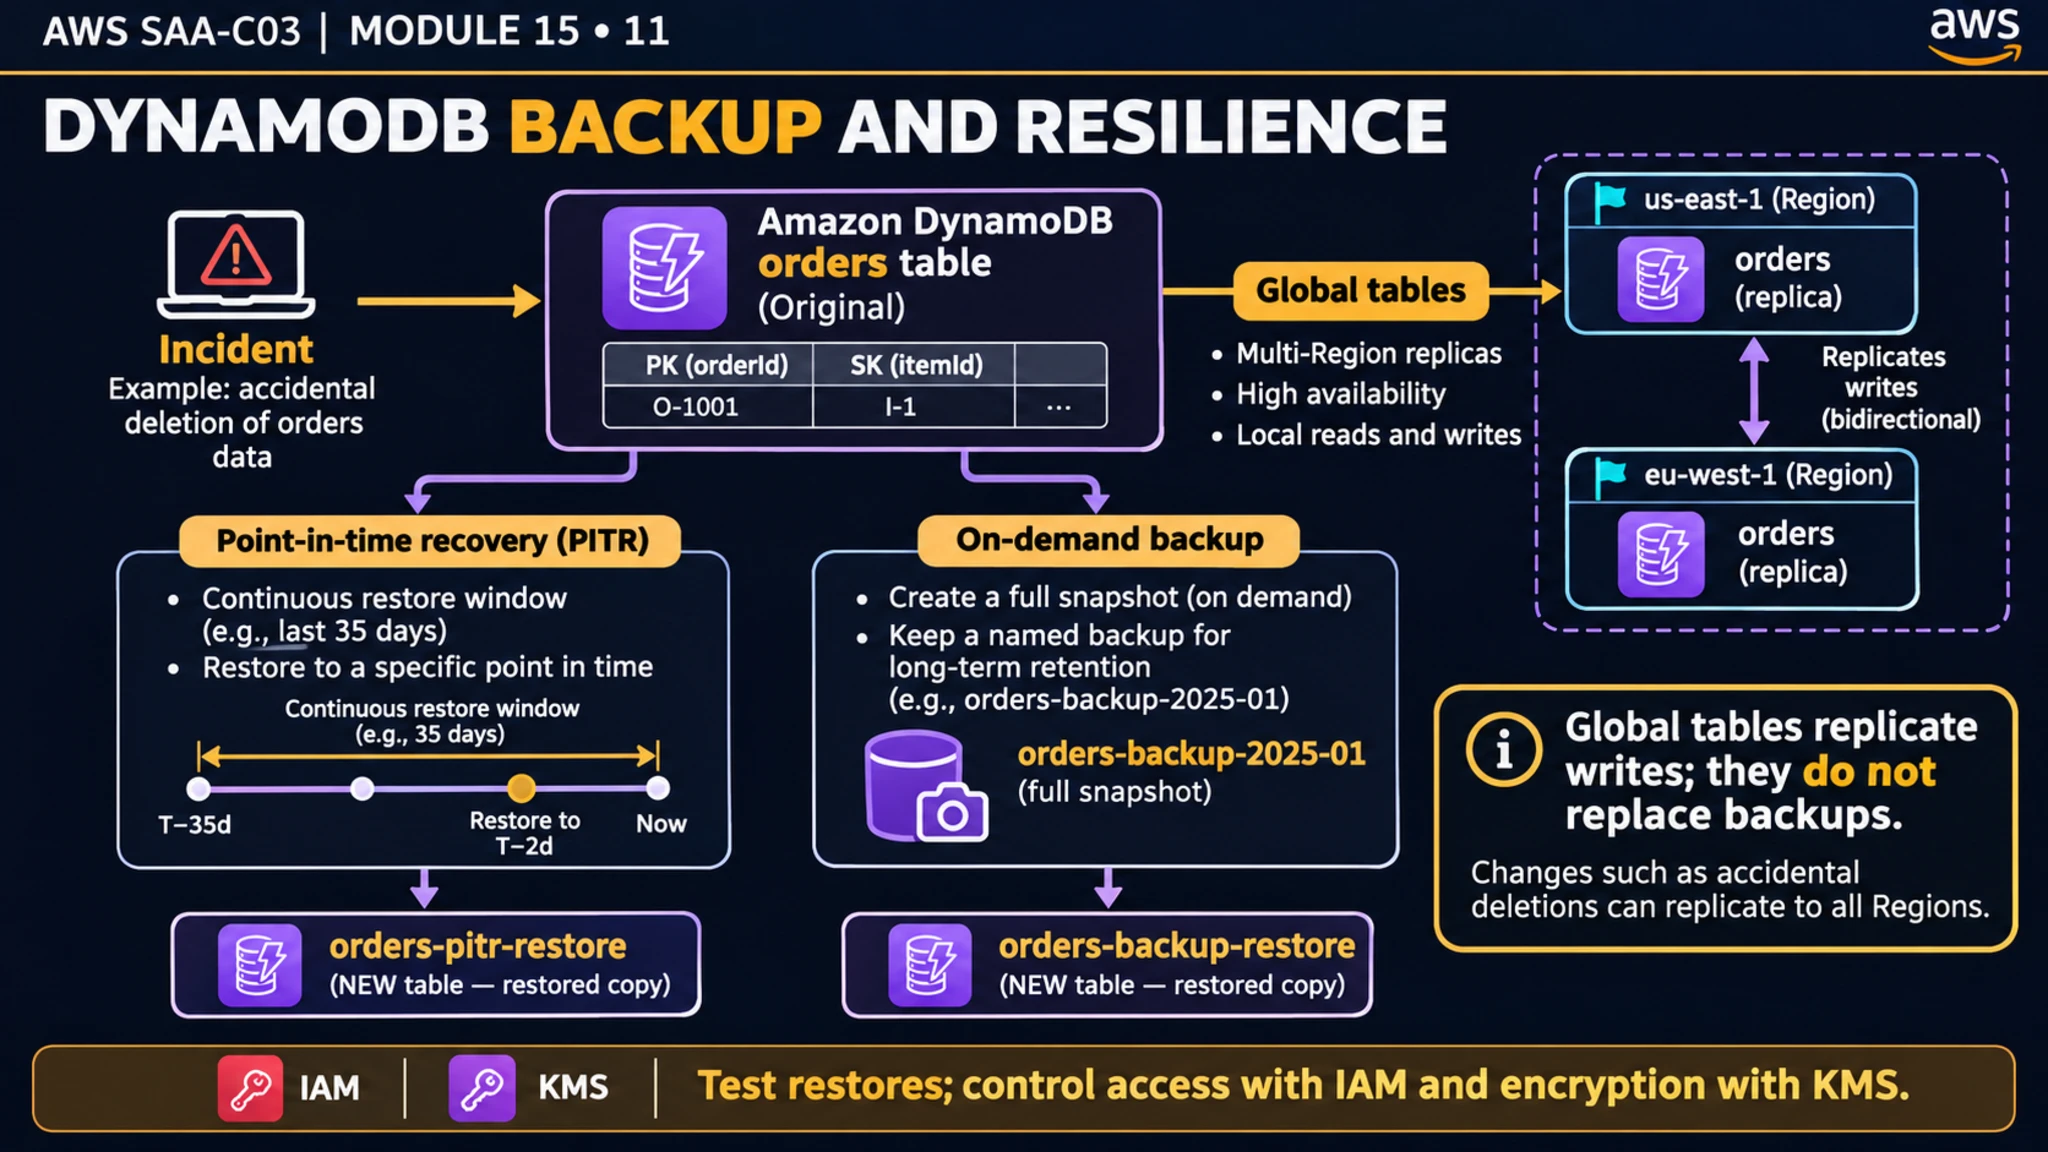 AWS SAA-C03 | MODULE 15 • 11
aws
DYNAMODB BACKUP AND RESILIENCE
Incident
Example: accidental
deletion of orders
data
Amazon DynamoDB
orders table
(Original)
PK (orderId) SK (itemId)
O-1001 I-1 ...
Global tables
• Multi-Region replicas
• High availability
• Local reads and writes
us-east-1 (Region)
orders
(replica)
Replicates
writes
(bidirectional)
eu-west-1 (Region)
orders
(replica)
Point-in-time recovery (PITR)
• Continuous restore window
(e.g., last 35 days)
• Restore to a specific point in time
Continuous restore window
(e.g., 35 days)
T–35d
Restore to
T–2d
Now
orders-pitr-restore
(NEW table — restored copy)
On-demand backup
• Create a full snapshot (on demand)
• Keep a named backup for
long-term retention
(e.g., orders-backup-2025-01)
orders-backup-2025-01
(full snapshot)
orders-backup-restore
(NEW table — restored copy)
i
Global tables replicate
writes; they do not
replace backups.
Changes such as accidental
deletions can replicate to all Regions.
IAM | KMS | Test restores; control access with IAM and encryption with KMS.